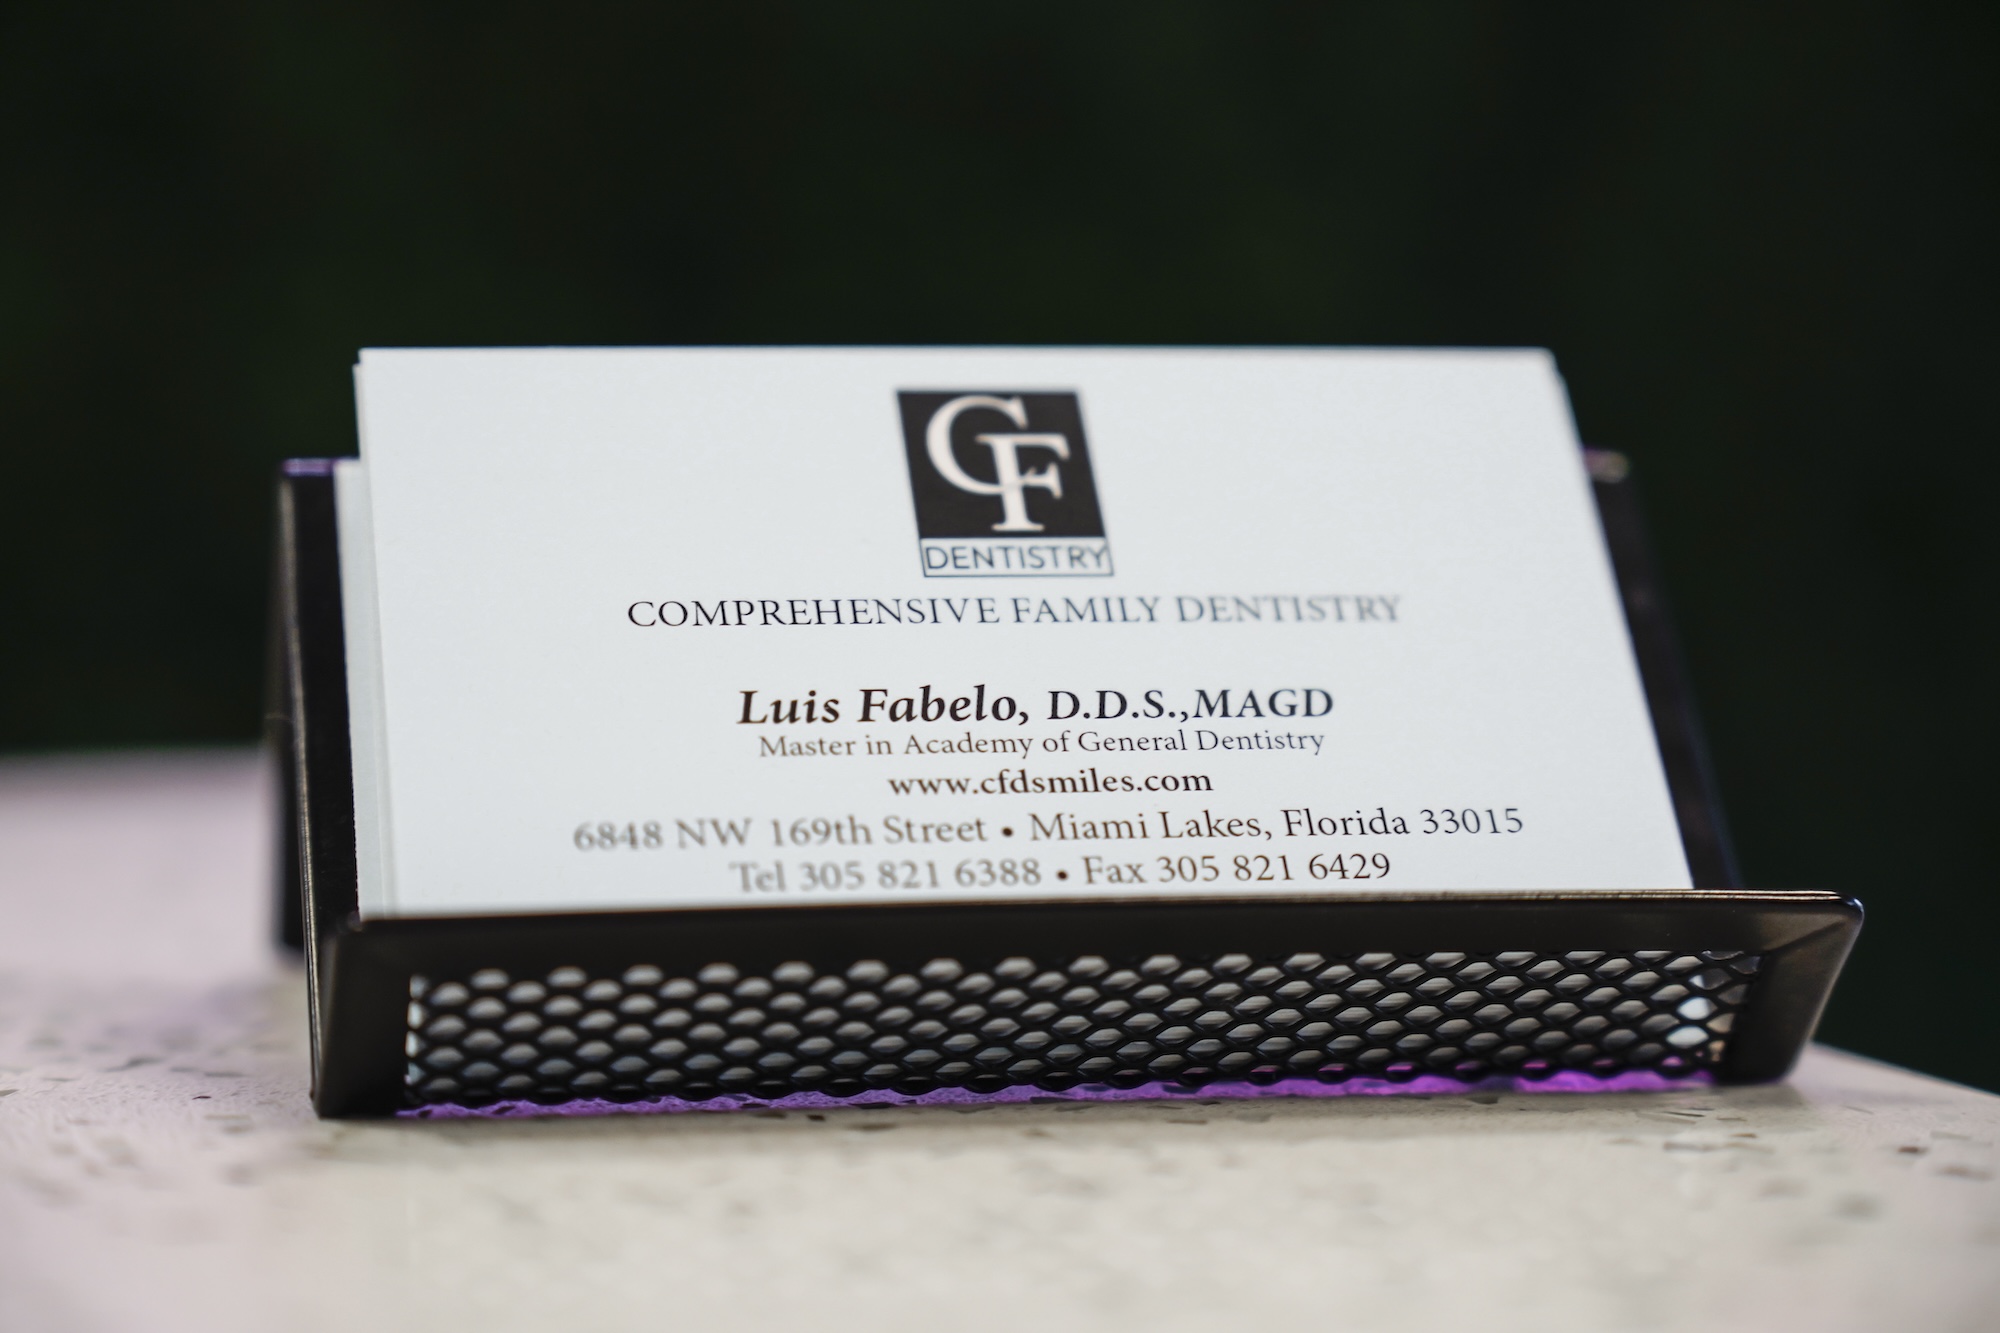 CF
DENTISTRY
COMPREHENSIVE FAMILY DENTISTRY
Luis Fabelo, D.D.S.,MAGD
Master in Academy of General Dentistry
www.cfdsmiles.com
6848 NW 169th Street • Miami Lakes, Florida 33015
Tel 305 821 6388 • Fax 305 821 6429